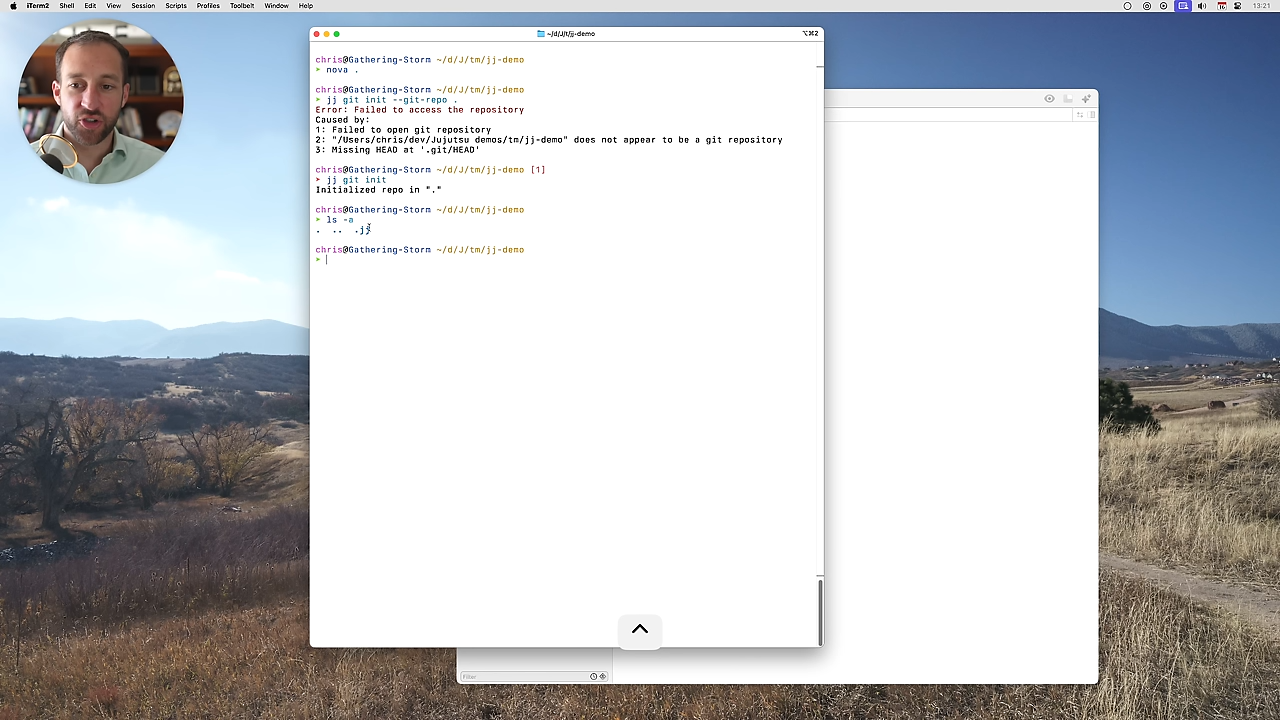 iTerm2 Shell Edit View Session Scripts Profiles Toolbelt Window Help 13:21
~/d/J/t/jj-demo ⌥⌘2
chris@Gathering-Storm ~/d/J/tm/jj-demo
➤ nova .
chris@Gathering-Storm ~/d/J/tm/jj-demo
➤ jj git init --git-repo .
Error: Failed to access the repository
Caused by:
1: Failed to open git repository
2: "/Users/chris/dev/Jujutsu demos/tm/jj-demo" does not appear to be a git repository
3: Missing HEAD at '.git/HEAD'
chris@Gathering-Storm ~/d/J/tm/jj-demo [1]
➤ jj git init
Initialized repo in "."
chris@Gathering-Storm ~/d/J/tm/jj-demo
➤ ls -a
. .. .jj
chris@Gathering-Storm ~/d/J/tm/jj-demo
➤
Filter